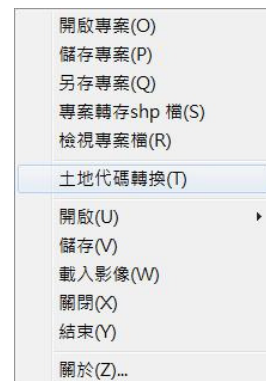 開啟專案(O)
儲存專案(P)
另存專案(Q)
專案轉存shp 檔(S)
檢視專案檔(R)
土地代碼轉換(T)
開啟(U)
儲存(V)
載入影像(W)
關閉(X)
結束(Y)
關於(Z)...